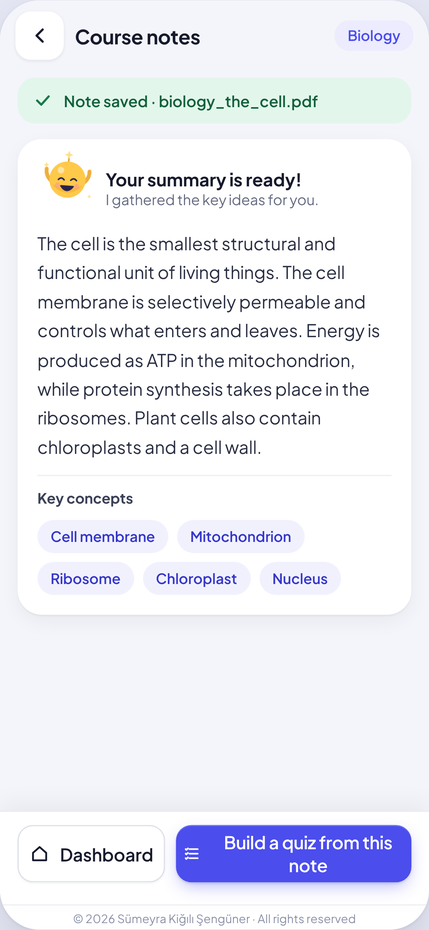 Course notes
Biology
Note saved · biology_the_cell.pdf
Your summary is ready!
I gathered the key ideas for you.
The cell is the smallest structural and
functional unit of living things. The cell
membrane is selectively permeable and
controls what enters and leaves. Energy is
produced as ATP in the mitochondrion,
while protein synthesis takes place in the
ribosomes. Plant cells also contain
chloroplasts and a cell wall.
Key concepts
Cell membrane
Mitochondrion
Ribosome
Chloroplast
Nucleus
Dashboard
Build a quiz from this
note
© 2026 Sümeyra Kığılı Şengüner · All rights reserved